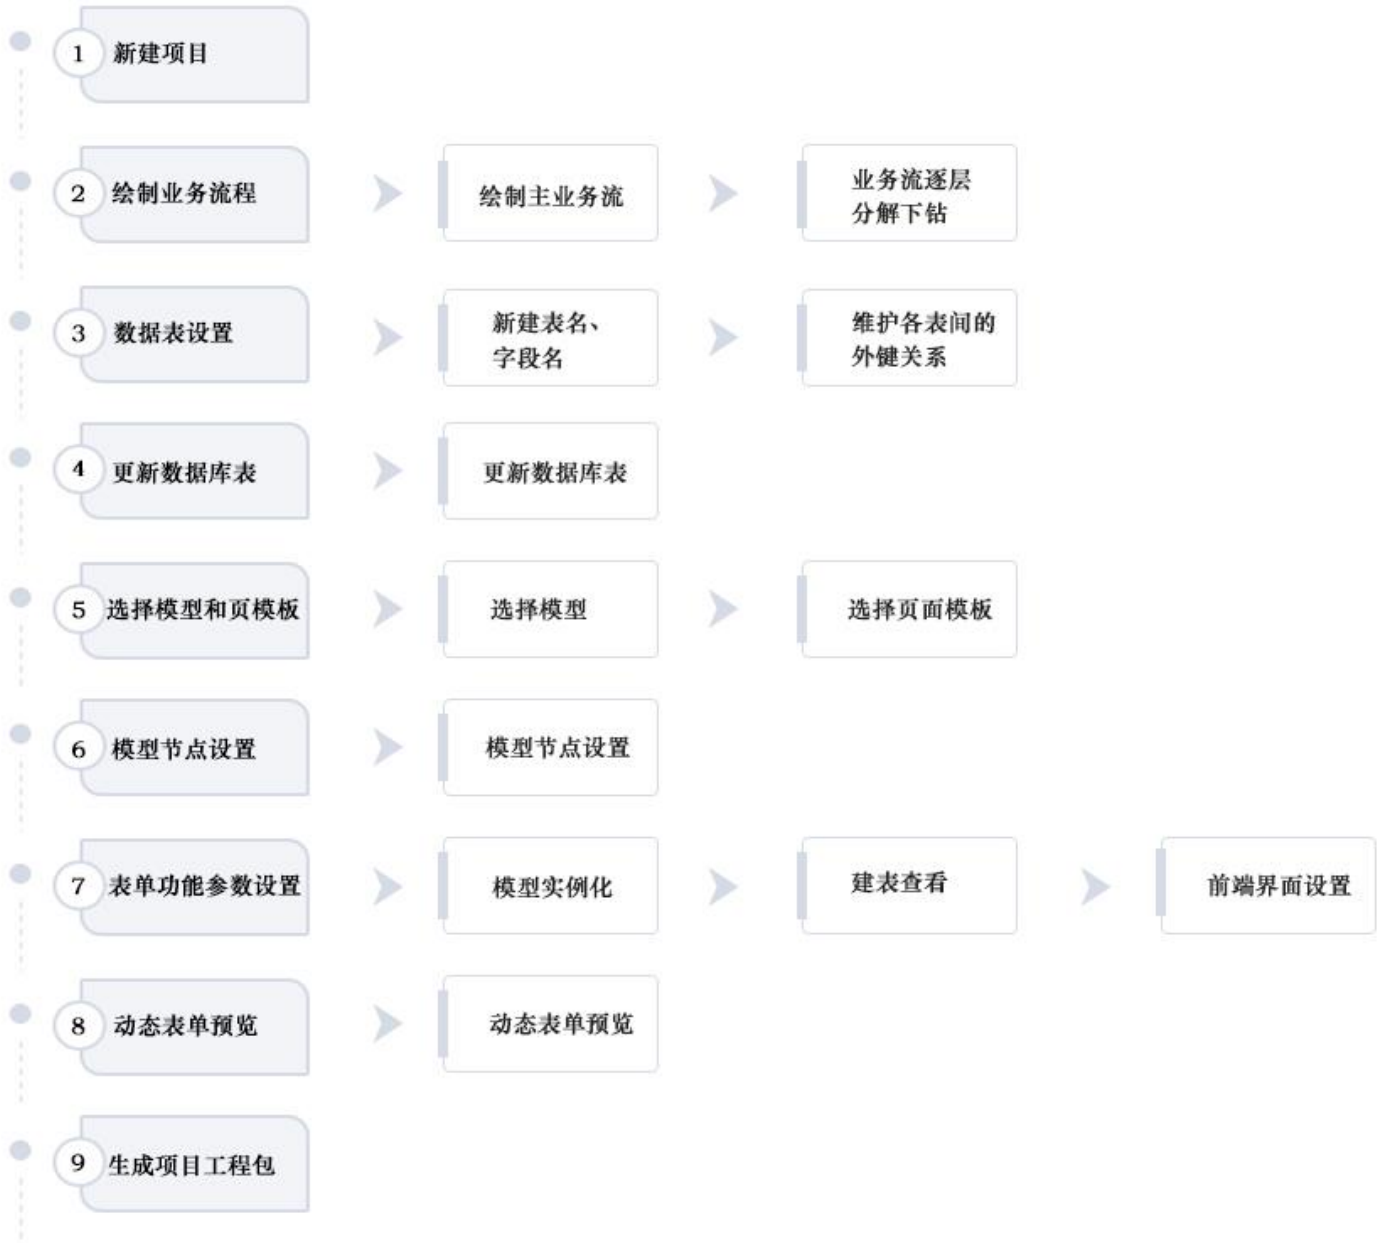 1 新建项目
2 绘制业务流程
绘制主业务流
业务流逐层
分解下钻
3 数据表设置
新建表名、
字段名
维护各表间的
外键关系
4 更新数据库表
更新数据库表
5 选择模型和页模板
选择模型
选择页面模板
6 模型节点设置
模型节点设置
7 表单功能参数设置
模型实例化
建表查看
前端界面设置
8 动态表单预览
动态表单预览
9 生成项目工程包